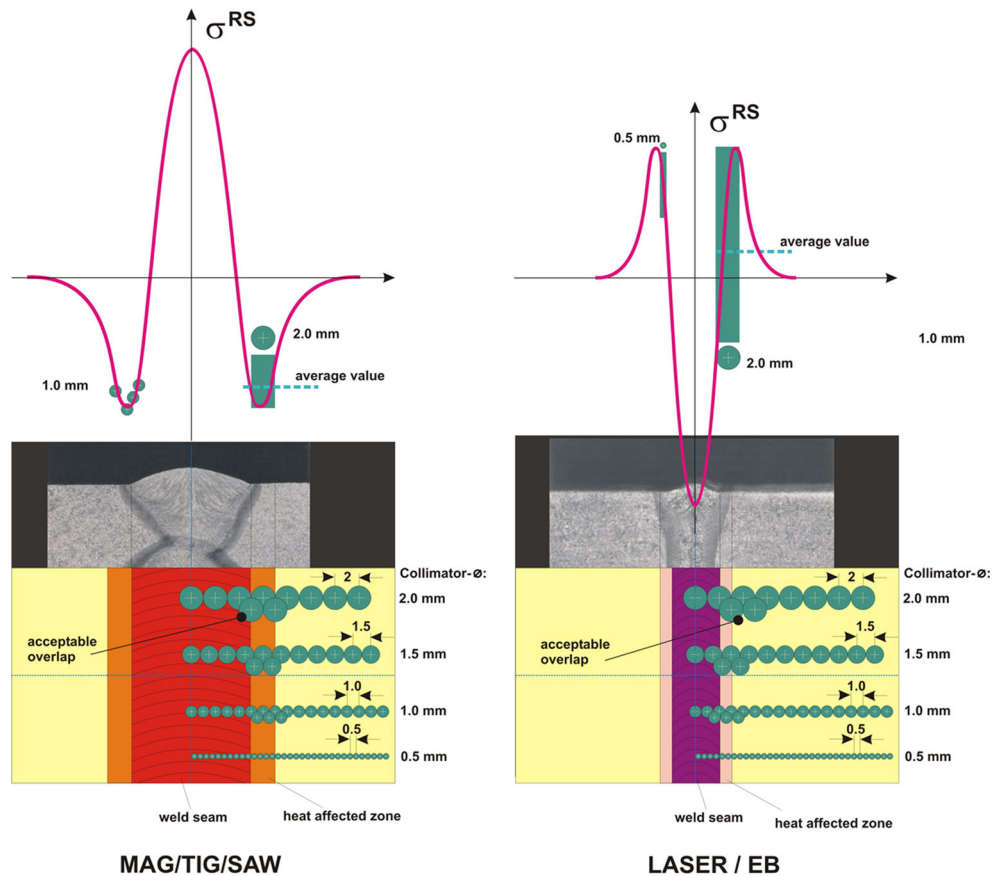 σRS
2.0 mm
average value
1.0 mm
Collimator-ø:
2
2.0 mm
acceptable
overlap
1.5
1.5 mm
1.0
1.0 mm
0.5
0.5 mm
weld seam
heat affected zone
MAG/TIG/SAW
σRS
0.5 mm
average value
2.0 mm
1.0 mm
Collimator-ø:
2
2.0 mm
acceptable
overlap
1.5
1.5 mm
1.0
1.0 mm
0.5
0.5 mm
weld seam
heat affected zone
LASER / EB